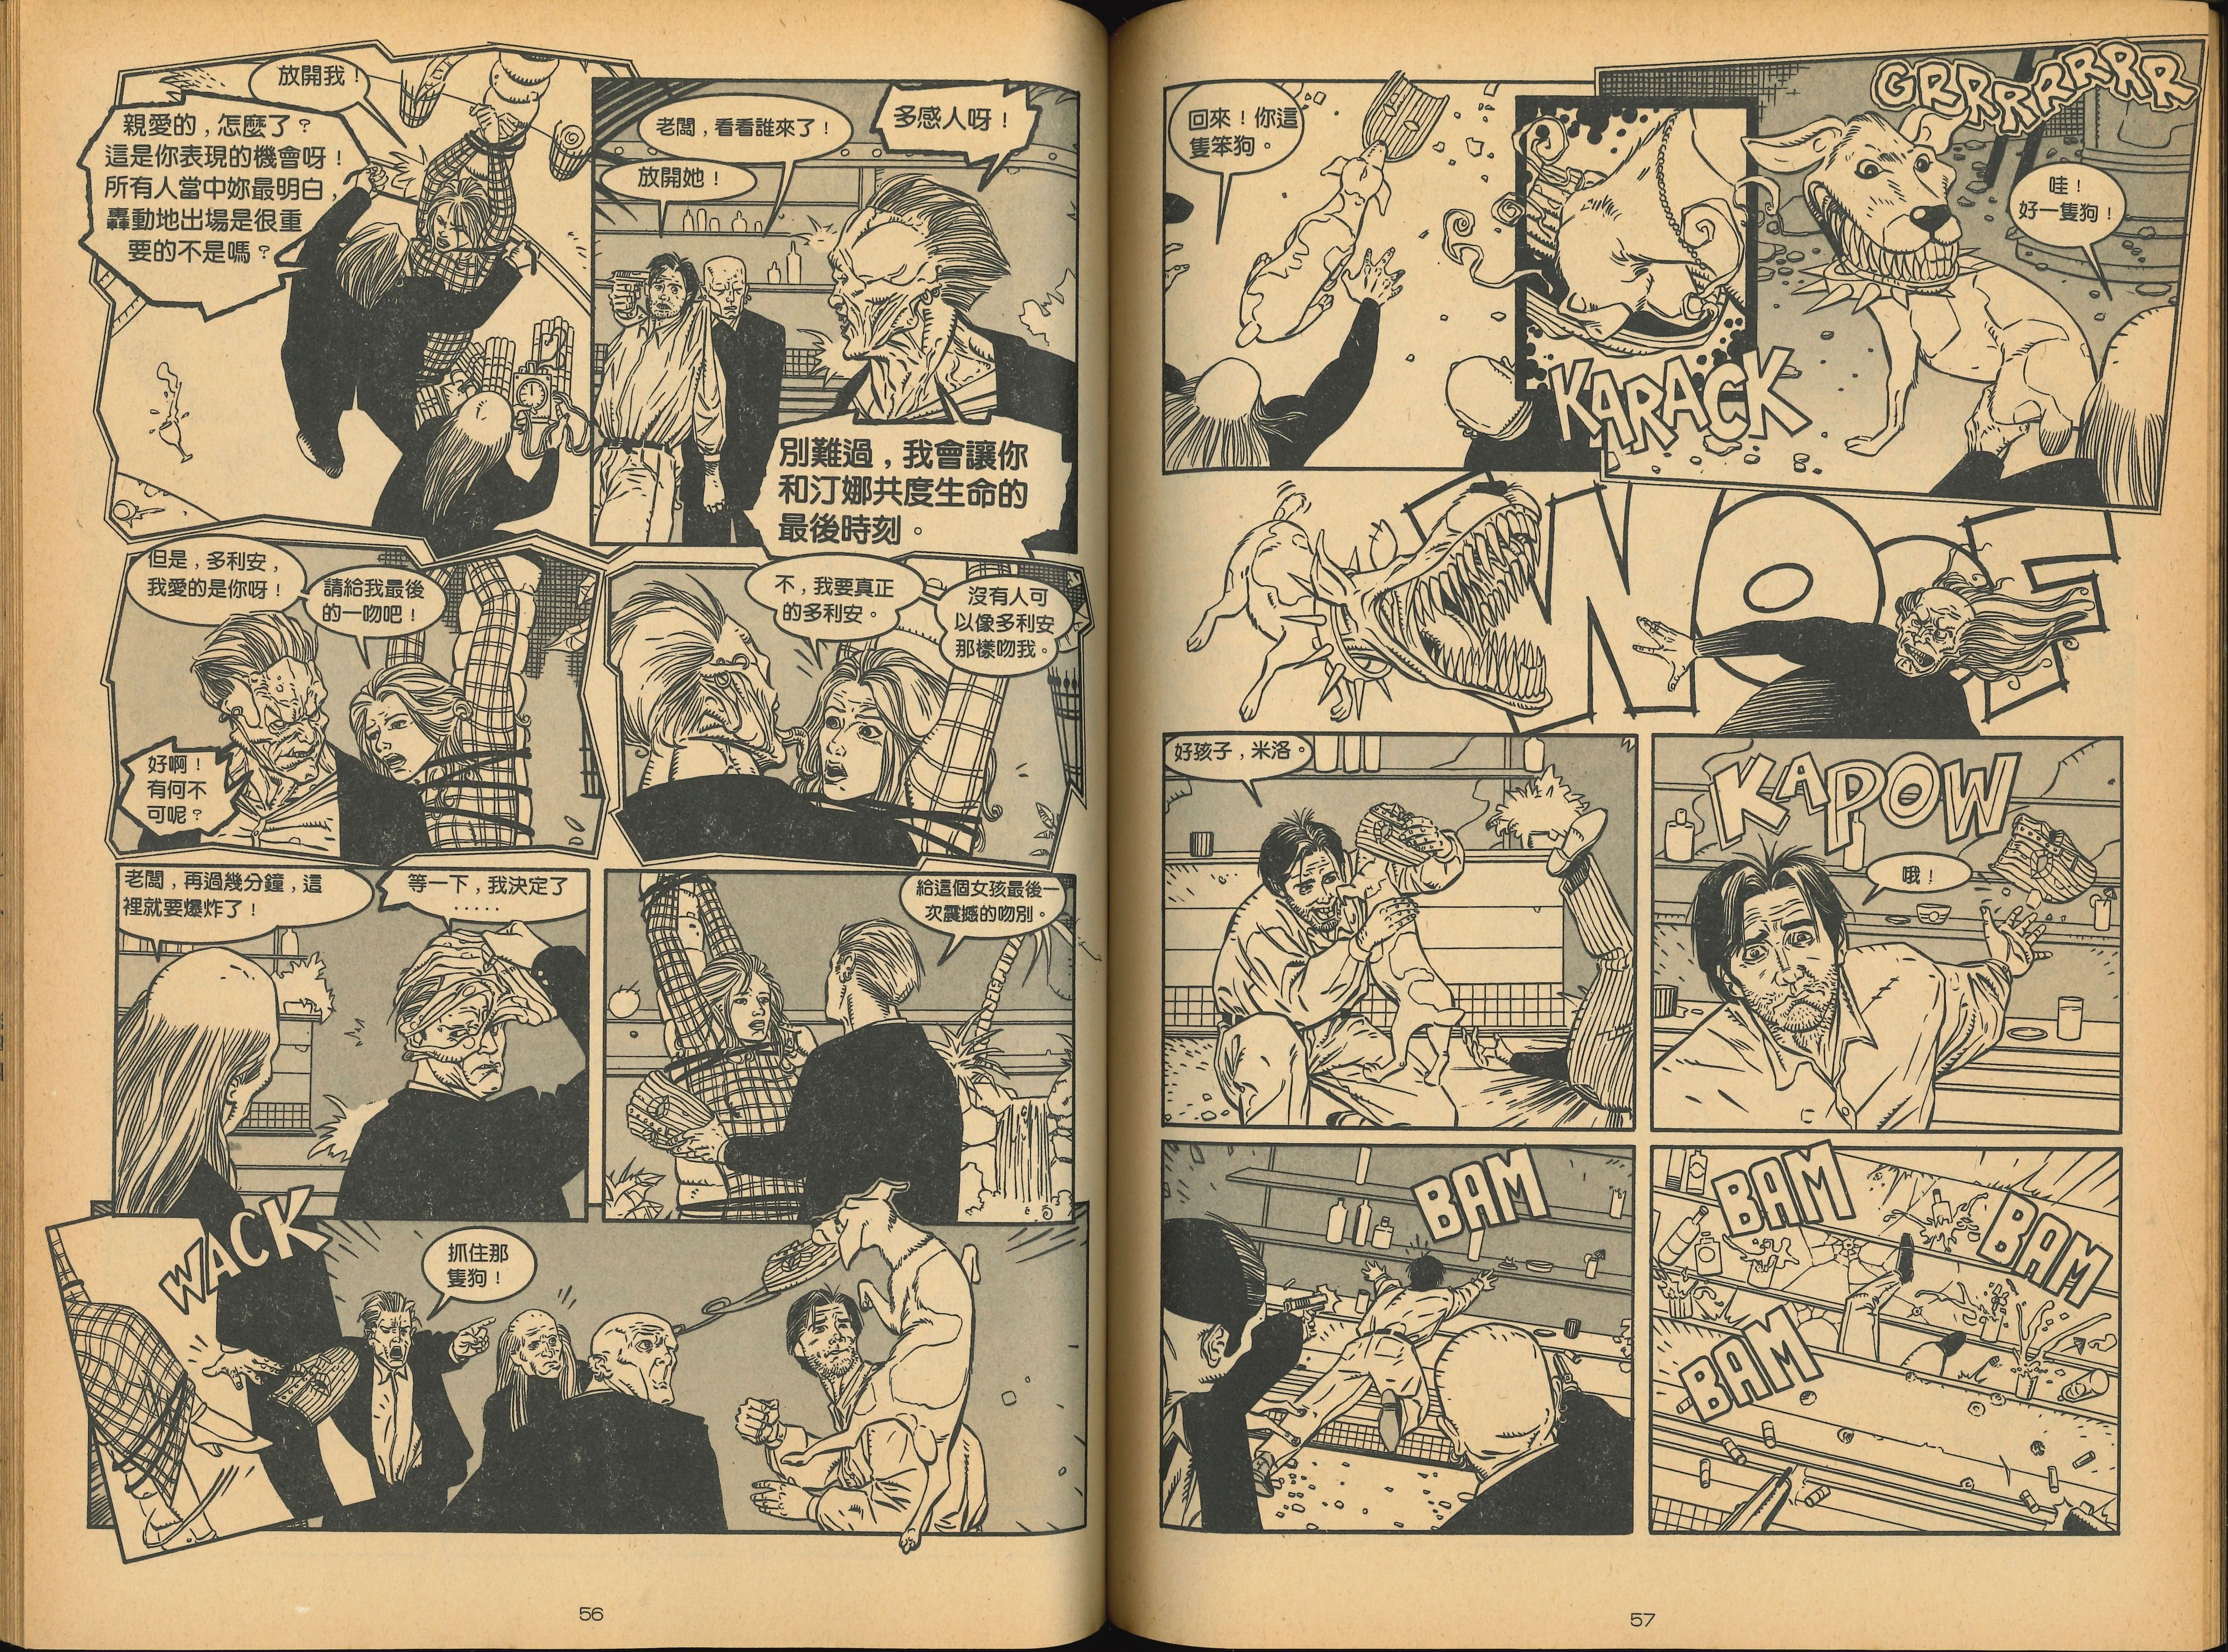 放開我！
親愛的，怎麼了？
這是你表現的機會呀！
所有人當中妳最明白，
轟動地出場是很重
要的不是嗎？
老闆，看看誰來了！
放開她！
多感人呀！
別難過，我會讓你
和汀娜共度生命的
最後時刻。
但是，多利安，
我愛的是你呀！
請給我最後
的一吻吧！
好啊！
有何不
可呢？
不，我要真正
的多利安。
沒有人可
以像多利安
那樣吻我。
老闆，再過幾分鐘，這
裡就要爆炸了！
等一下，我決定了
.....
給這個女孩最後一
次震撼的吻別。
WACK
抓住那
隻狗！
56
回來！你這
隻笨狗。
KARACK
GRRRRRRR
哇！
好一隻狗！
NOOF
好孩子，米洛。
KAPOW
哦！
BAM
BAM
BAM
BAM
57